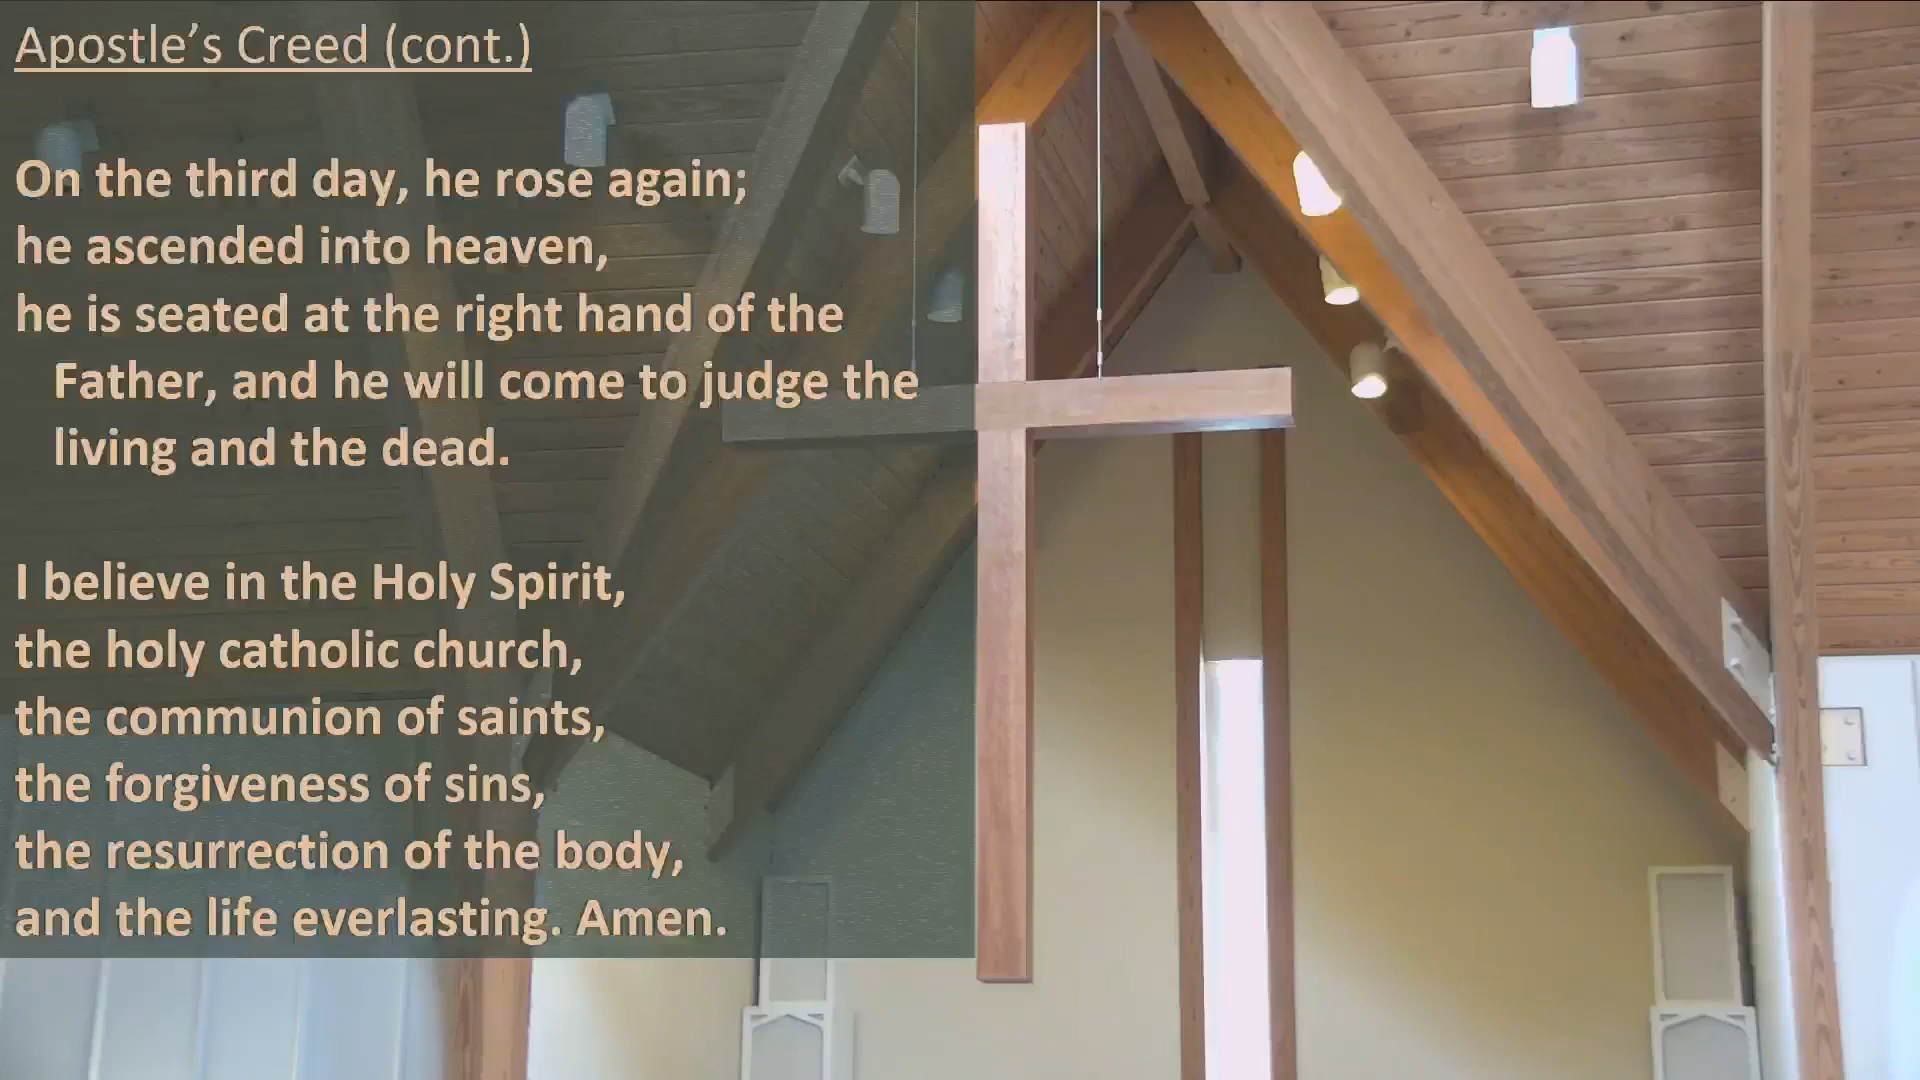 Apostle’s Creed (cont.)
On the third day, he rose again;
he ascended into heaven,
he is seated at the right hand of the
Father, and he will come to judge the
living and the dead.
I believe in the Holy Spirit,
the holy catholic church,
the communion of saints,
the forgiveness of sins,
the resurrection of the body,
and the life everlasting. Amen.